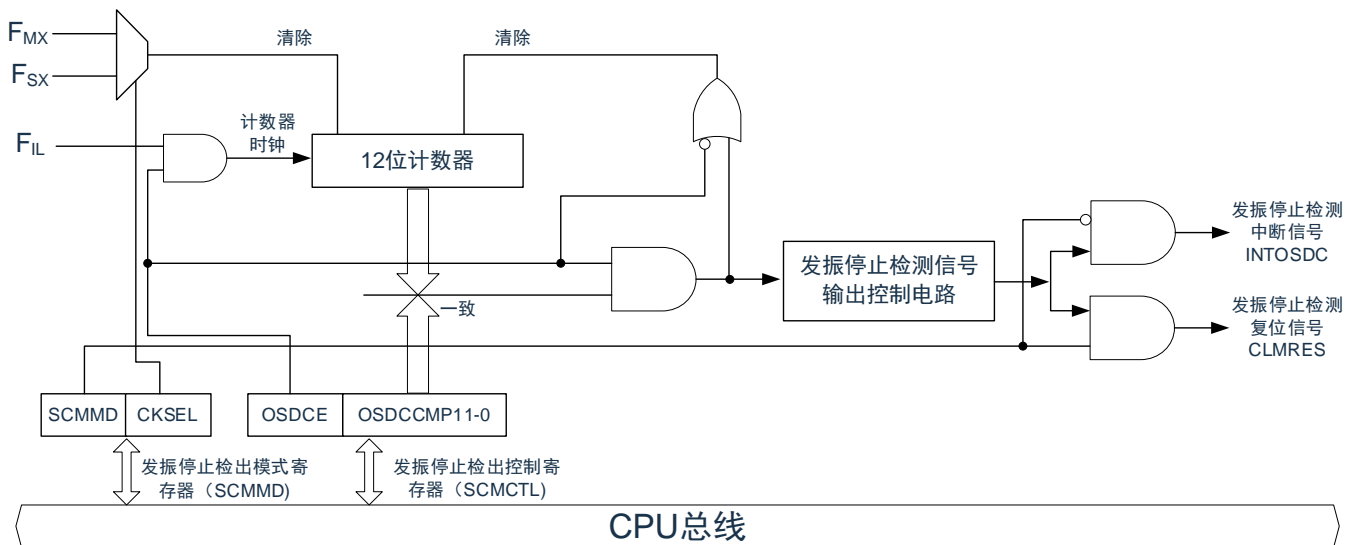 FMX
清除
清除
FSX
计数器
时钟
FIL
12位计数器
发振停止检测
中断信号
INTOSDC
发振停止检测信号
输出控制电路
一致
发振停止检测
复位信号
CLMRES
SCMMD
CKSEL
OSDCE
OSDCCMP11-0
发振停止检出模式寄
存器（SCMMD)
发振停止检出控制寄
存器（SCMCTL)
CPU总线